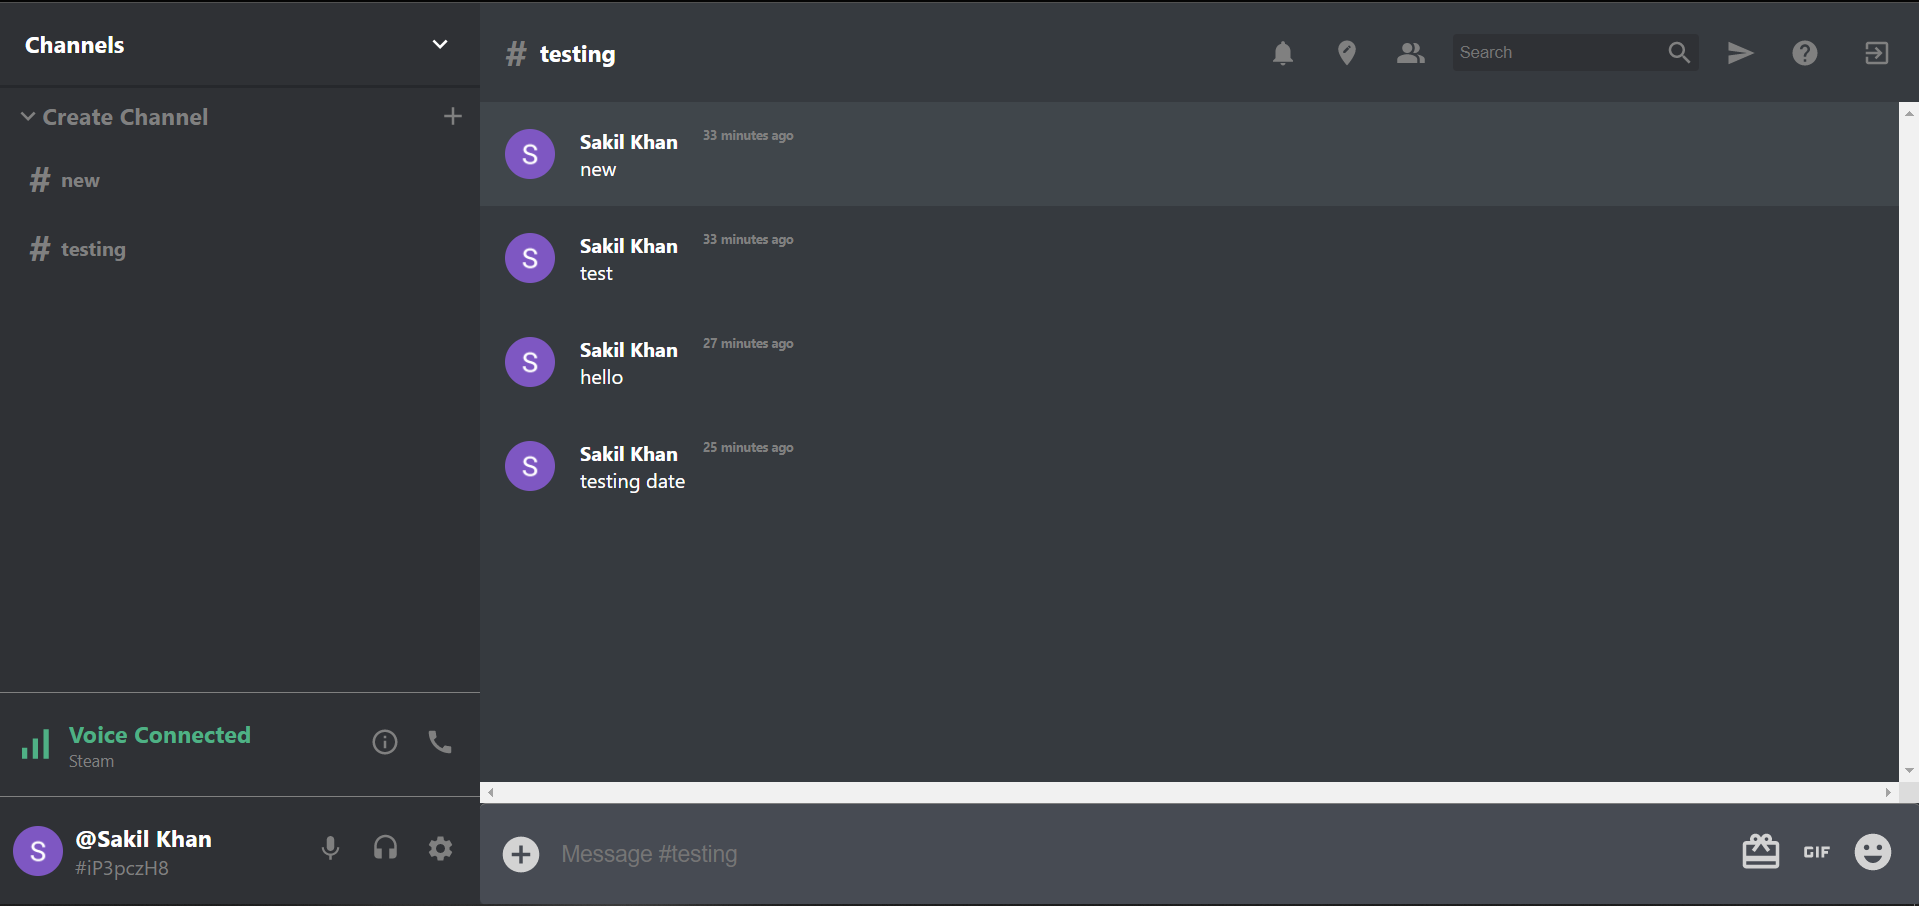 Channels
Create Channel
# new
# testing
Voice Connected
Steam
S
@Sakil Khan
#iP3pczH8
# testing
Search
S
Sakil Khan 33 minutes ago
new
S
Sakil Khan 33 minutes ago
test
S
Sakil Khan 27 minutes ago
hello
S
Sakil Khan 25 minutes ago
testing date
Message #testing
GIF